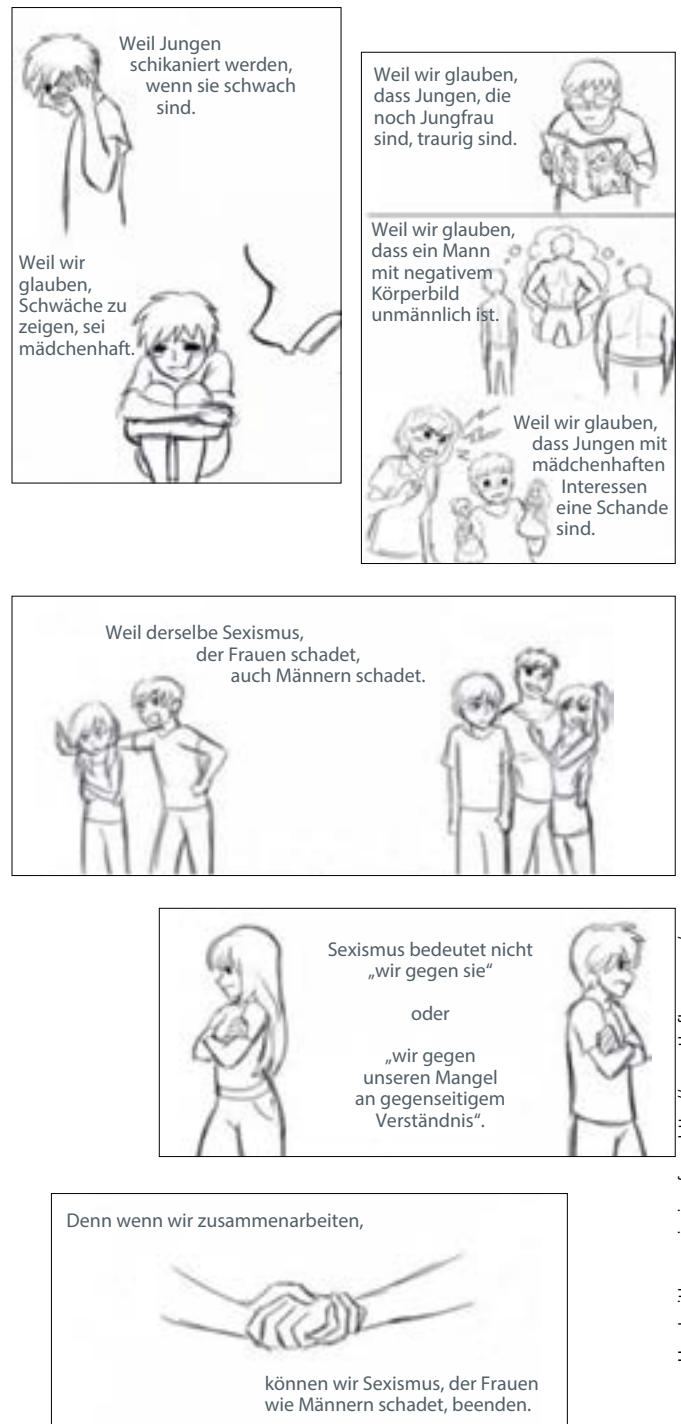 Weil Jungen
schikaniert werden,
wenn sie schwach
sind.
Weil wir
glauben,
Schwäche zu
zeigen, sei
mädchenhaft.
Weil wir glauben,
dass Jungen, die
noch Jungfrau
sind, traurig sind.
Weil wir glauben,
dass ein Mann
mit negativem
Körperbild
unmännlich ist.
Weil wir glauben,
dass Jungen mit
mädchenhaften
Interessen
eine Schande
sind.
Weil derselbe Sexismus,
der Frauen schadet,
auch Männern schadet.
Sexismus bedeutet nicht
„wir gegen sie“
oder
„wir gegen
unseren Mangel
an gegenseitigem
Verständnis“.
Denn wenn wir zusammenarbeiten,
können wir Sexismus, der Frauen
wie Männern schadet, beenden.